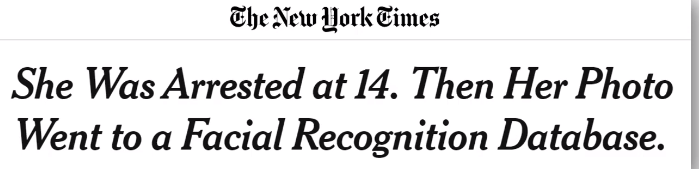 The New York Times
She Was Arrested at 14. Then Her Photo
Went to a Facial Recognition Database.